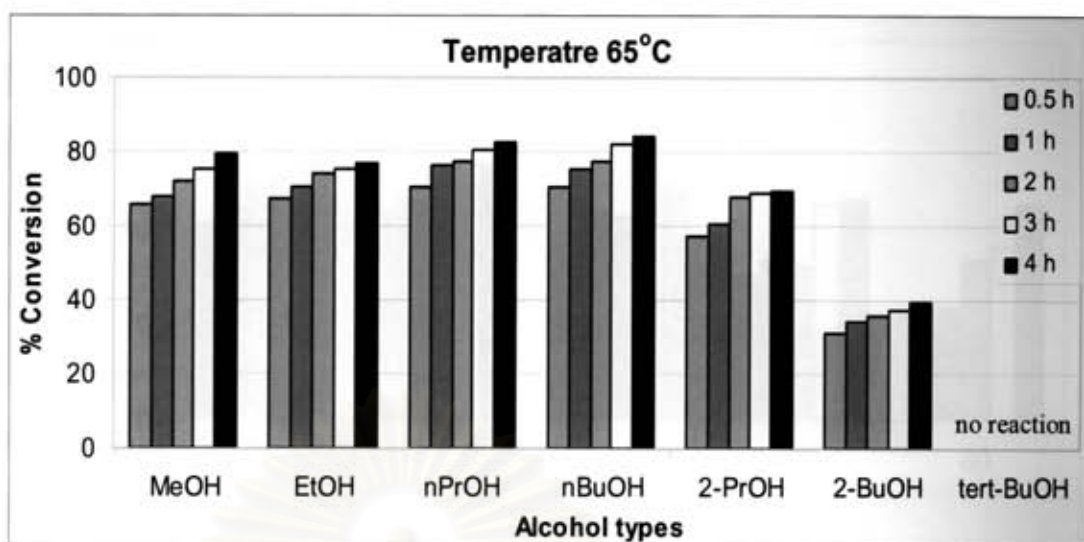 Temperatre 65°C
100
80
60
40
20
0
% Conversion
0.5 h
1 h
2 h
3 h
4 h
no reaction
MeOH EtOH nPrOH nBuOH 2-PrOH 2-BuOH tert-BuOH
Alcohol types